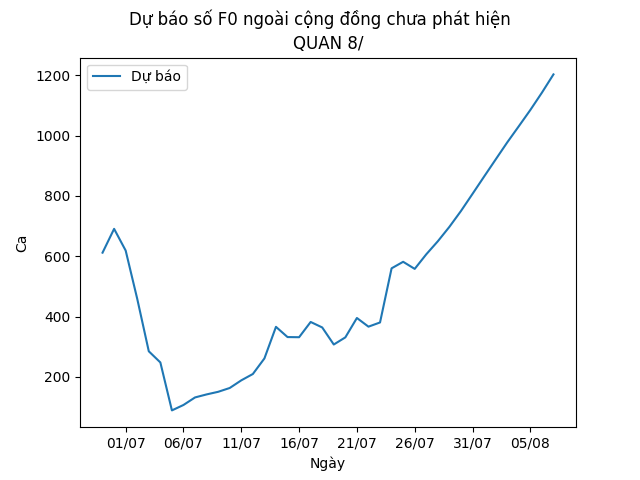 Dự báo số F0 ngoài cộng đồng chưa phát hiện
QUAN 8/
Dự báo
Ca
1200
1000
800
600
400
200
01/07 06/07 11/07 16/07 21/07 26/07 31/07 05/08
Ngày